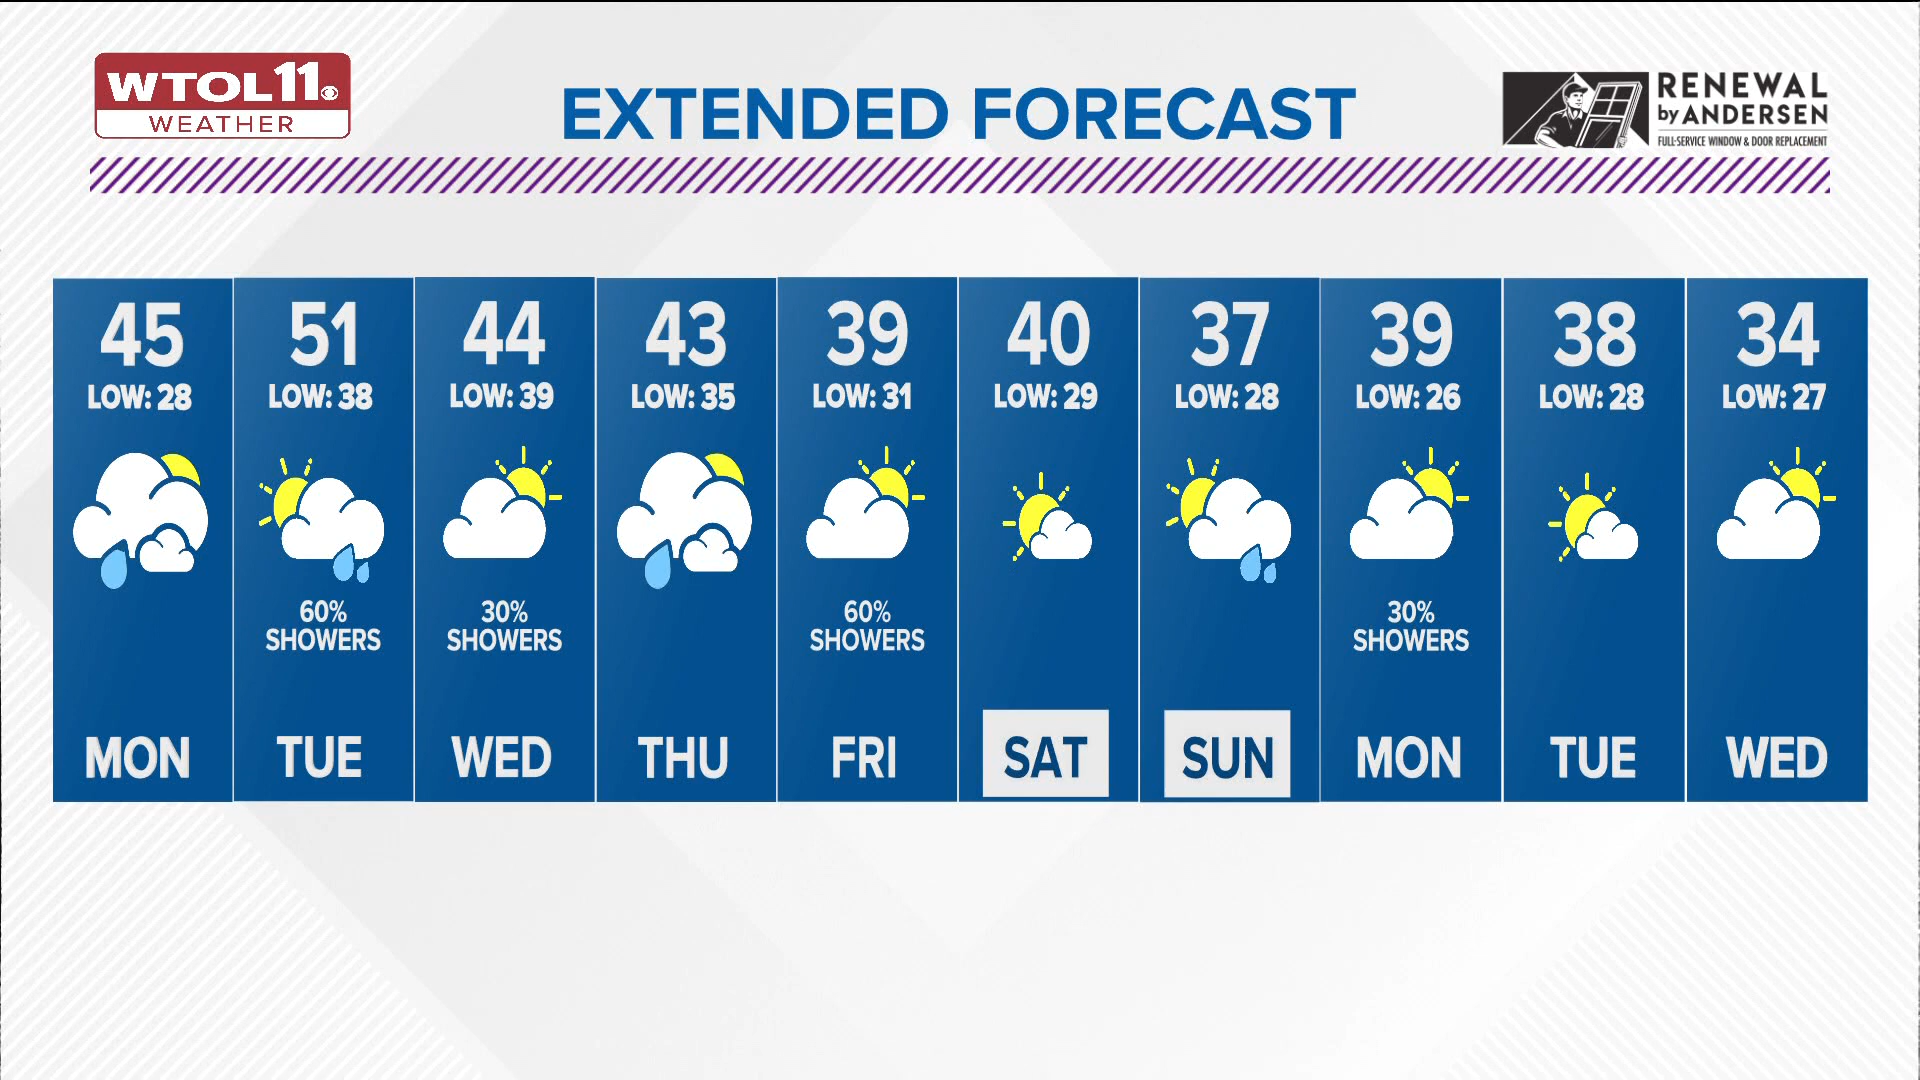 WTOL 11
WEATHER
EXTENDED FORECAST
RENEWAL
by ANDERSEN
FULL-SERVICE WINDOW & DOOR REPLACEMENT
45
LOW: 28
MON
51
LOW: 38
60%
SHOWERS
TUE
44
LOW: 39
30%
SHOWERS
WED
43
LOW: 35
THU
39
LOW: 31
60%
SHOWERS
FRI
40
LOW: 29
SAT
37
LOW: 28
SUN
39
LOW: 26
30%
SHOWERS
MON
38
LOW: 28
TUE
34
LOW: 27
WED